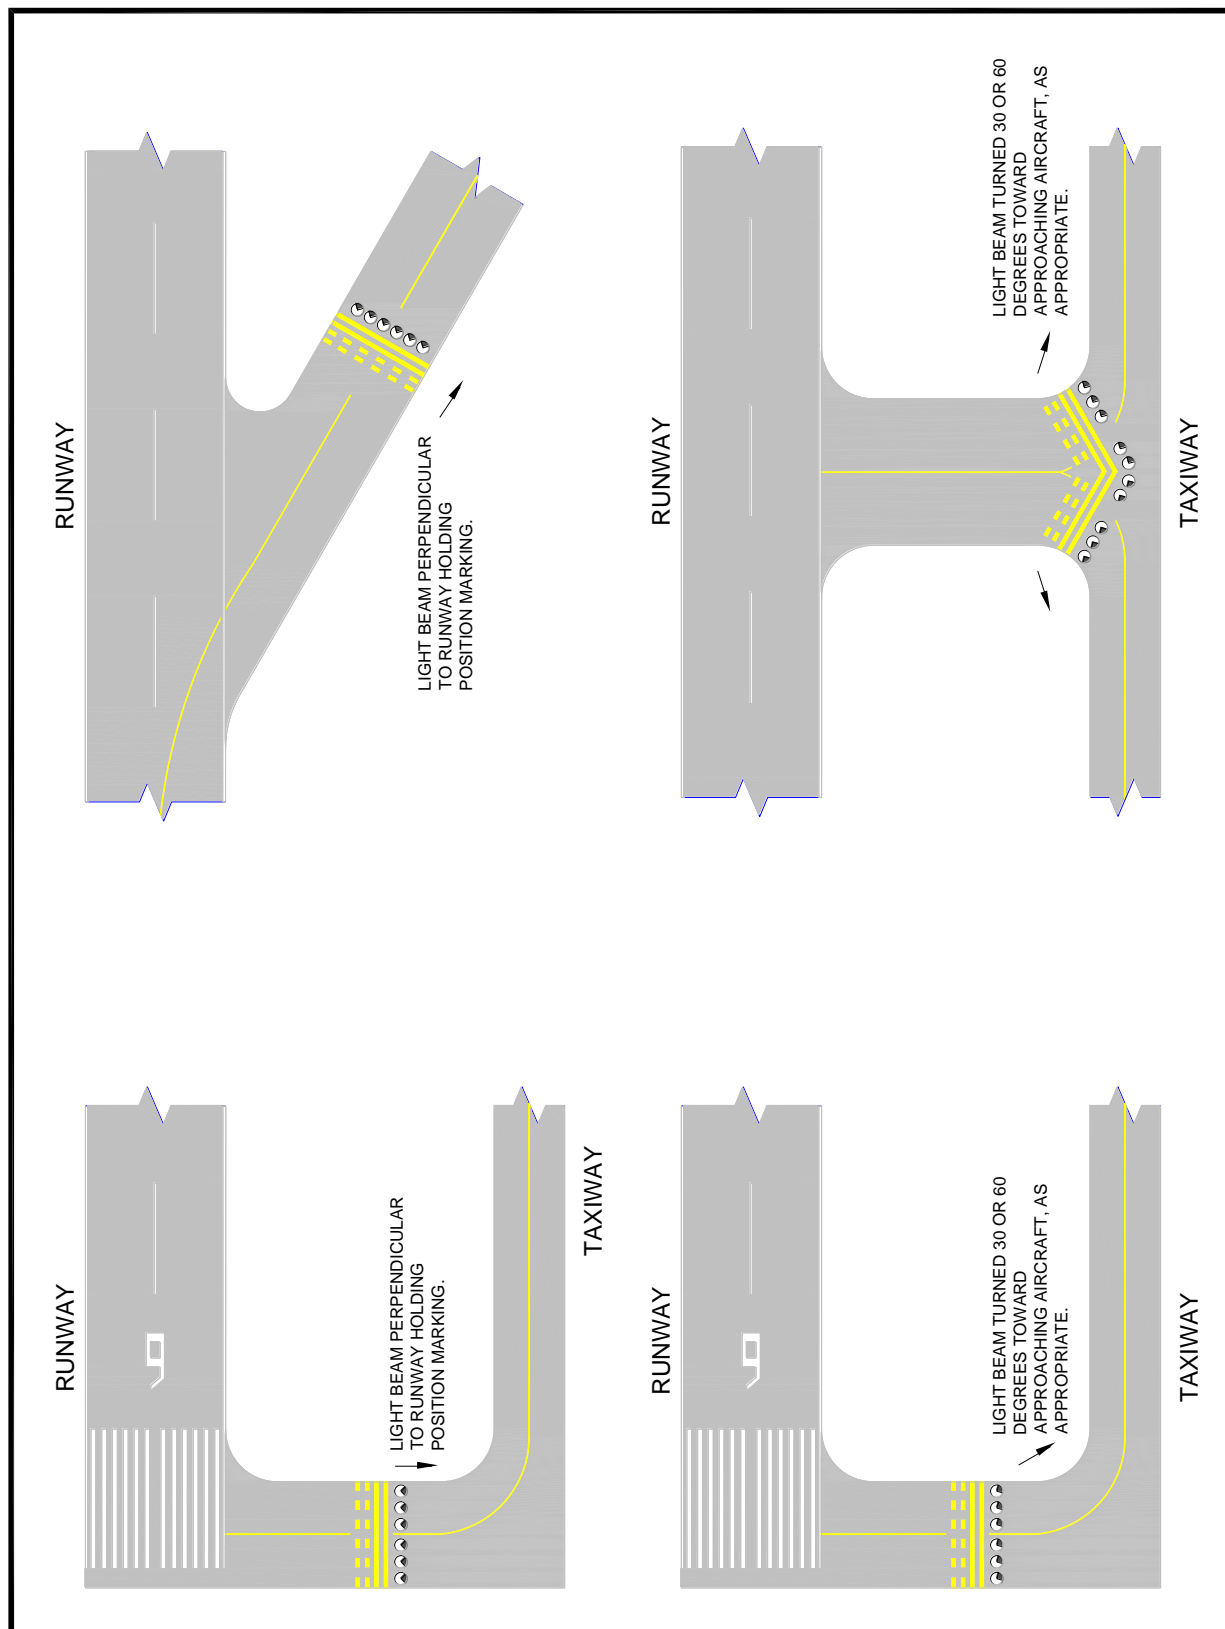 RUNWAY
9
LIGHT BEAM PERPENDICULAR
TO RUNWAY HOLDING
POSITION MARKING.
TAXIWAY
RUNWAY
LIGHT BEAM PERPENDICULAR
TO RUNWAY HOLDING
POSITION MARKING.
RUNWAY
9
LIGHT BEAM TURNED 30 OR 60
DEGREES TOWARD
APPROACHING AIRCRAFT, AS
APPROPRIATE.
TAXIWAY
RUNWAY
LIGHT BEAM TURNED 30 OR 60
DEGREES TOWARD
APPROACHING AIRCRAFT, AS
APPROPRIATE.
TAXIWAY